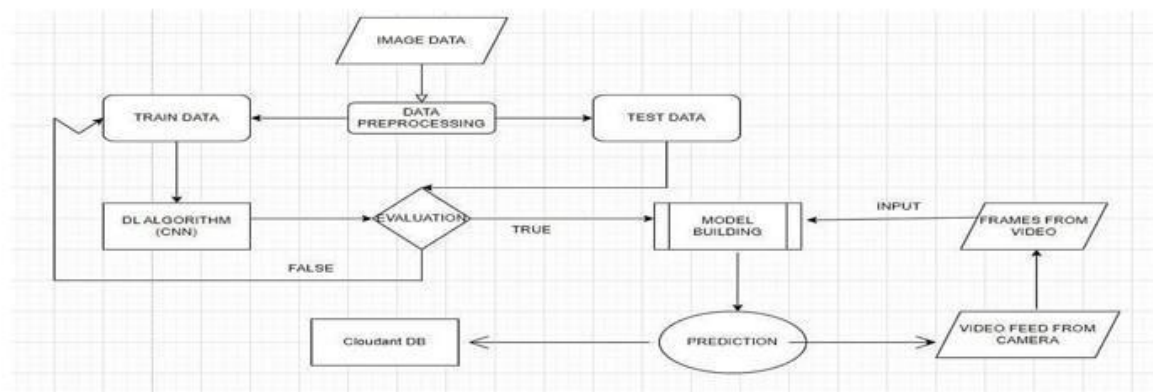 IMAGE DATA
TRAIN DATA
DATA
PREPROCESSING
TEST DATA
DL ALGORITHM
(CNN)
EVALUATION
TRUE
MODEL
BUILDING
INPUT
FRAMES FROM
VIDEO
FALSE
Cloudant DB
PREDICTION
VIDEO FEED FROM
CAMERA